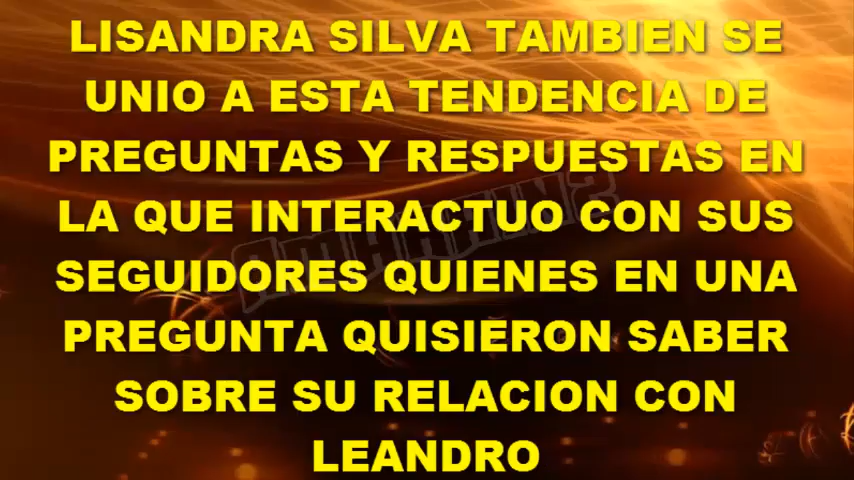 LISANDRA SILVA TAMBIEN SE
UNIO A ESTA TENDENCIA DE
PREGUNTAS Y RESPUESTAS EN
LA QUE INTERACTUO CON SUS
SEGUIDORES QUIENES EN UNA
PREGUNTA QUISIERON SABER
SOBRE SU RELACION CON
LEANDRO